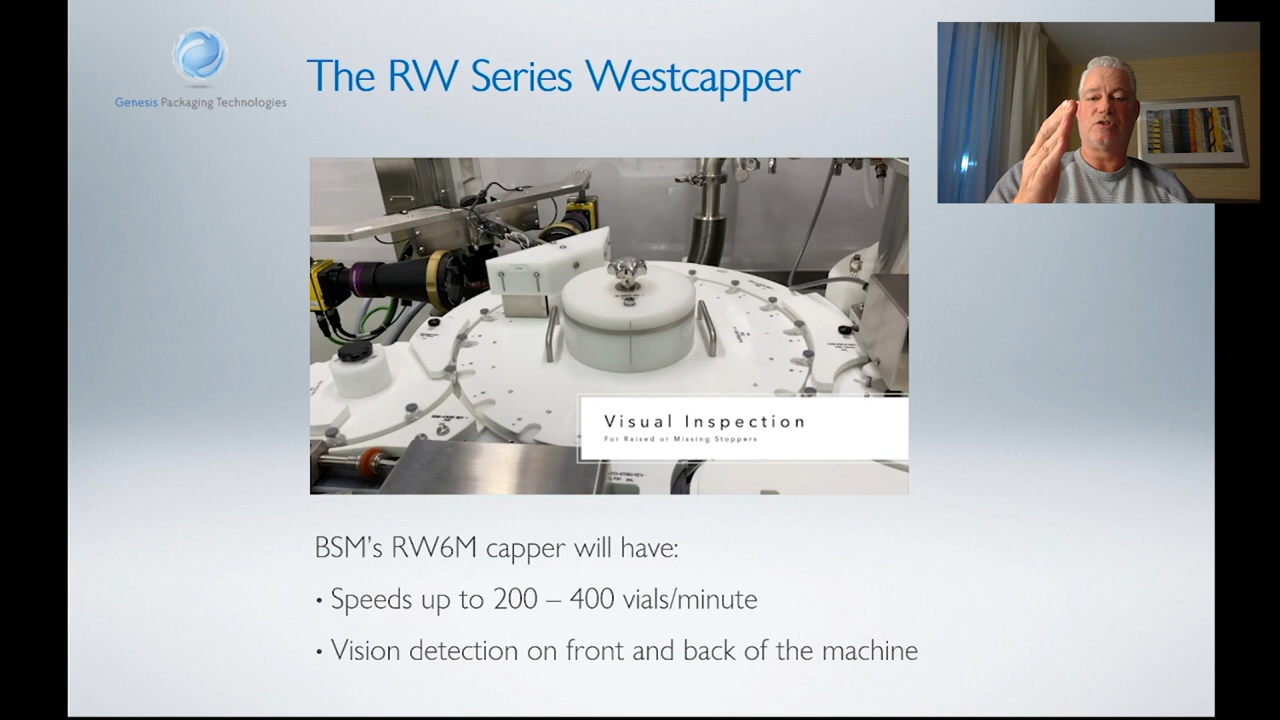 Genesis Packaging Technologies
The RW Series Westcapper
Visual Inspection
For Raised or Missing Stoppers
BSM's RW6M capper will have:
• Speeds up to 200 – 400 vials/minute
• Vision detection on front and back of the machine